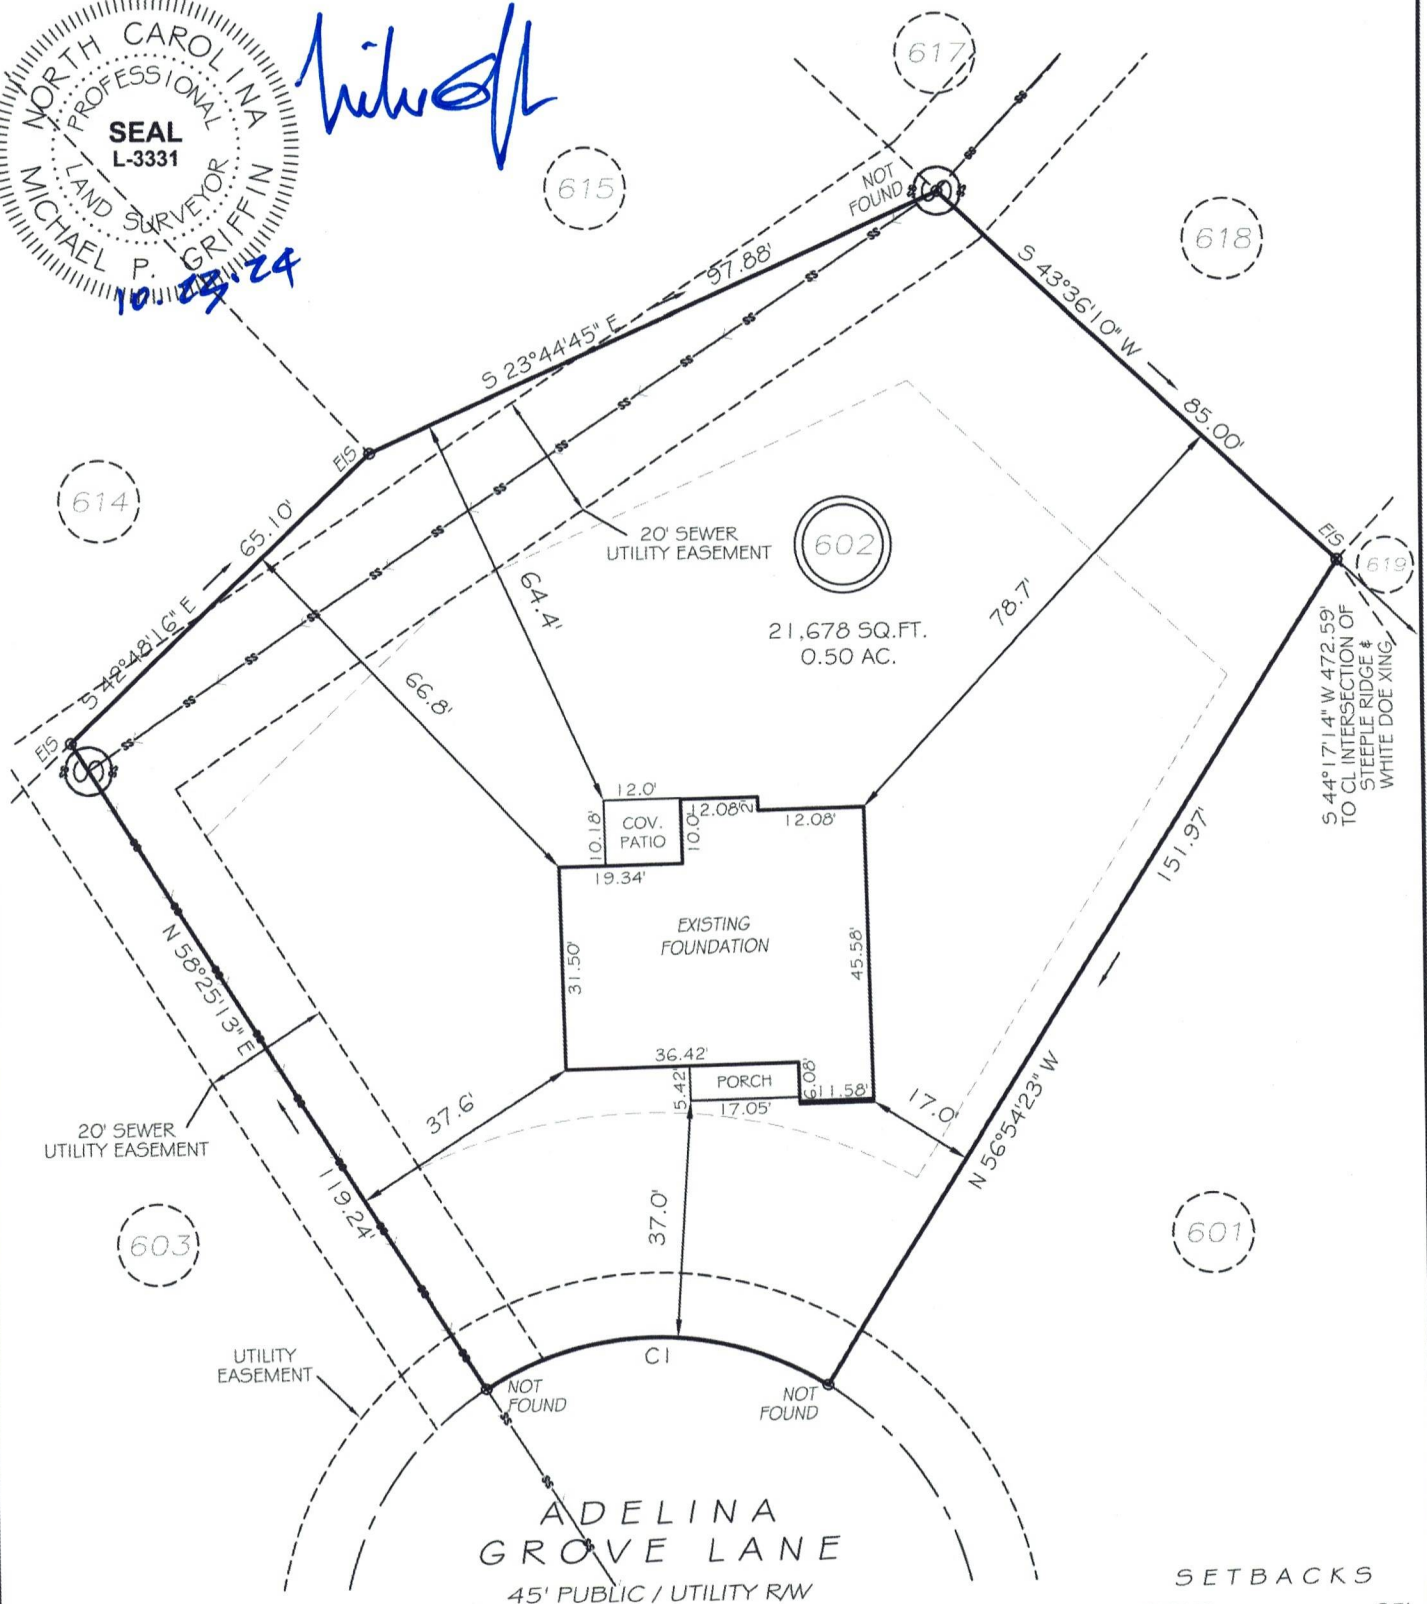 NORTH CAROLINA
PROFESSIONAL
SEAL
L-3331
LAND SURVEYOR
MICHAEL P. GRIFFIN
10.23.24
617
615
618
NOT
FOUND
97.88'
S 23°44'45" E
S 43°36'10" W
85.00'
EIS
614
65.10'
S 42°48'16" E
EIS
20' SEWER
UTILITY EASEMENT
602
21,678 SQ.FT.
0.50 AC.
EIS
619
S 44°17'14" W 472.59'
TO CL INTERSECTION OF
STEEPLE RIDGE &
WHITE DOE XING
64.4'
66.8'
78.7'
151.97'
12.0'
10.18'
COV.
PATIO
10.0'
12.08'
2'
12.08'
19.34'
EXISTING
FOUNDATION
31.50'
45.58'
36.42'
5.42'
PORCH
6.08'
11.58'
17.05'
N 58°25'13" E
119.24'
37.6'
17.0'
N 56°54'23" W
37.0'
20' SEWER
UTILITY EASEMENT
603
601
UTILITY
EASEMENT
C1
NOT
FOUND
NOT
FOUND
ADELINA
GROVE LANE
45' PUBLIC / UTILITY R/W
SETBACKS